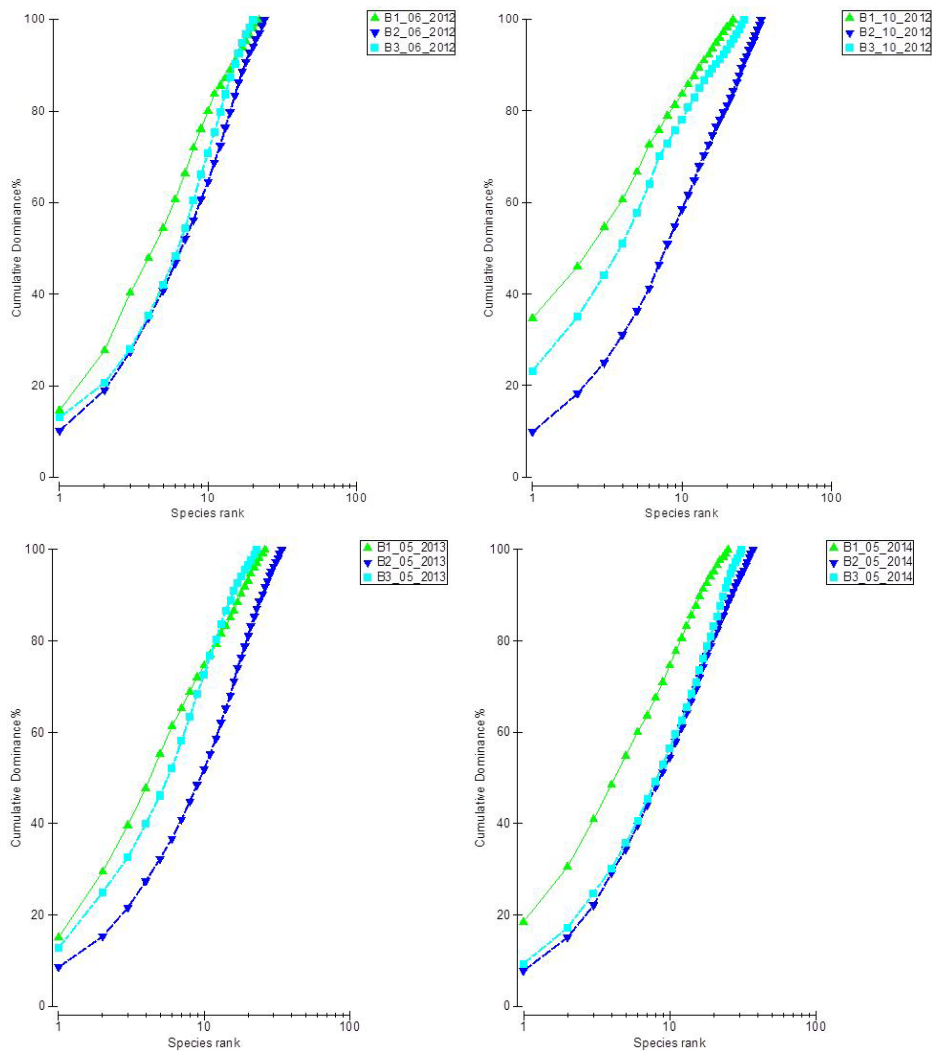 B1_06_2012
B2_06_2012
B3_06_2012
100
80
60
40
20
0
Cumulative Dominance%
1
10
100
Species rank
B1_10_2012
B2_10_2012
B3_10_2012
100
80
60
40
20
0
Cumulative Dominance%
1
10
100
Species rank
B1_05_2013
B2_05_2013
B3_05_2013
100
80
60
40
20
0
Cumulative Dominance%
1
10
100
Species rank
B1_05_2014
B2_05_2014
B3_05_2014
100
80
60
40
20
0
Cumulative Dominance%
1
10
100
Species rank